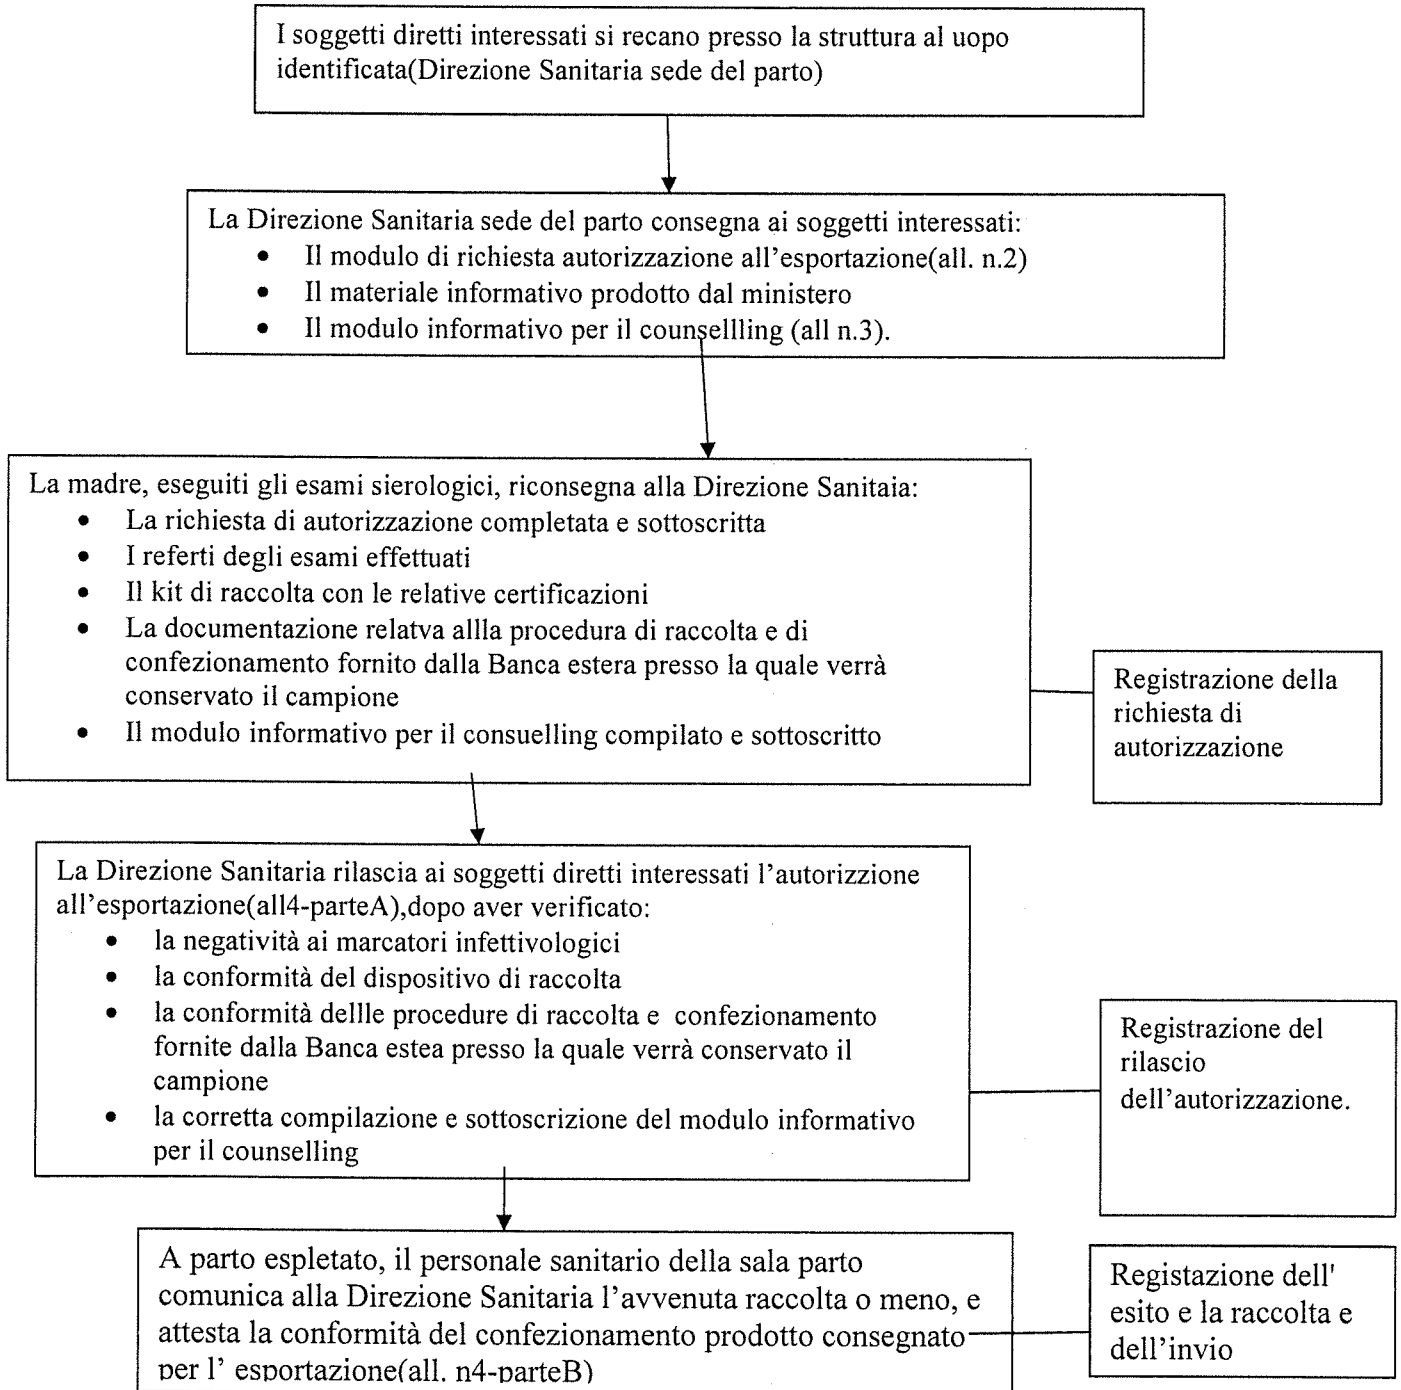 I soggetti diretti interessati si recano presso la struttura al uopo
identificata(Direzione Sanitaria sede del parto)
La Direzione Sanitaria sede del parto consegna ai soggetti interessati:
• Il modulo di richiesta autorizzazione all'esportazione(all. n.2)
• Il materiale informativo prodotto dal ministero
• Il modulo informativo per il counsellling (all n.3).
La madre, eseguiti gli esami sierologici, riconsegna alla Direzione Sanitaia:
• La richiesta di autorizzazione completata e sottoscritta
• I referti degli esami effettuati
• Il kit di raccolta con le relative certificazioni
• La documentazione relatva allla procedura di raccolta e di
confezionamento fornito dalla Banca estera presso la quale verrà
conservato il campione
• Il modulo informativo per il consuelling compilato e sottoscritto
Registrazione della
richiesta di
autorizzazione
La Direzione Sanitaria rilascia ai soggetti diretti interessati l'autorizzione
all'esportazione(all4-parteA),dopo aver verificato:
• la negatività ai marcatori infettivologici
• la conformità del dispositivo di raccolta
• la conformità dellle procedure di raccolta e confezionamento
fornite dalla Banca estea presso la quale verrà conservato il
campione
• la corretta compilazione e sottoscrizione del modulo informativo
per il counselling
Registrazione del
rilascio
dell'autorizzazione.
A parto espletato, il personale sanitario della sala parto
comunica alla Direzione Sanitaria l'avvenuta raccolta o meno, e
attesta la conformità del confezionamento prodotto consegnato
per l' esportazione(all. n4-parteB)
Registazione dell'
esito e la raccolta e
dell'invio